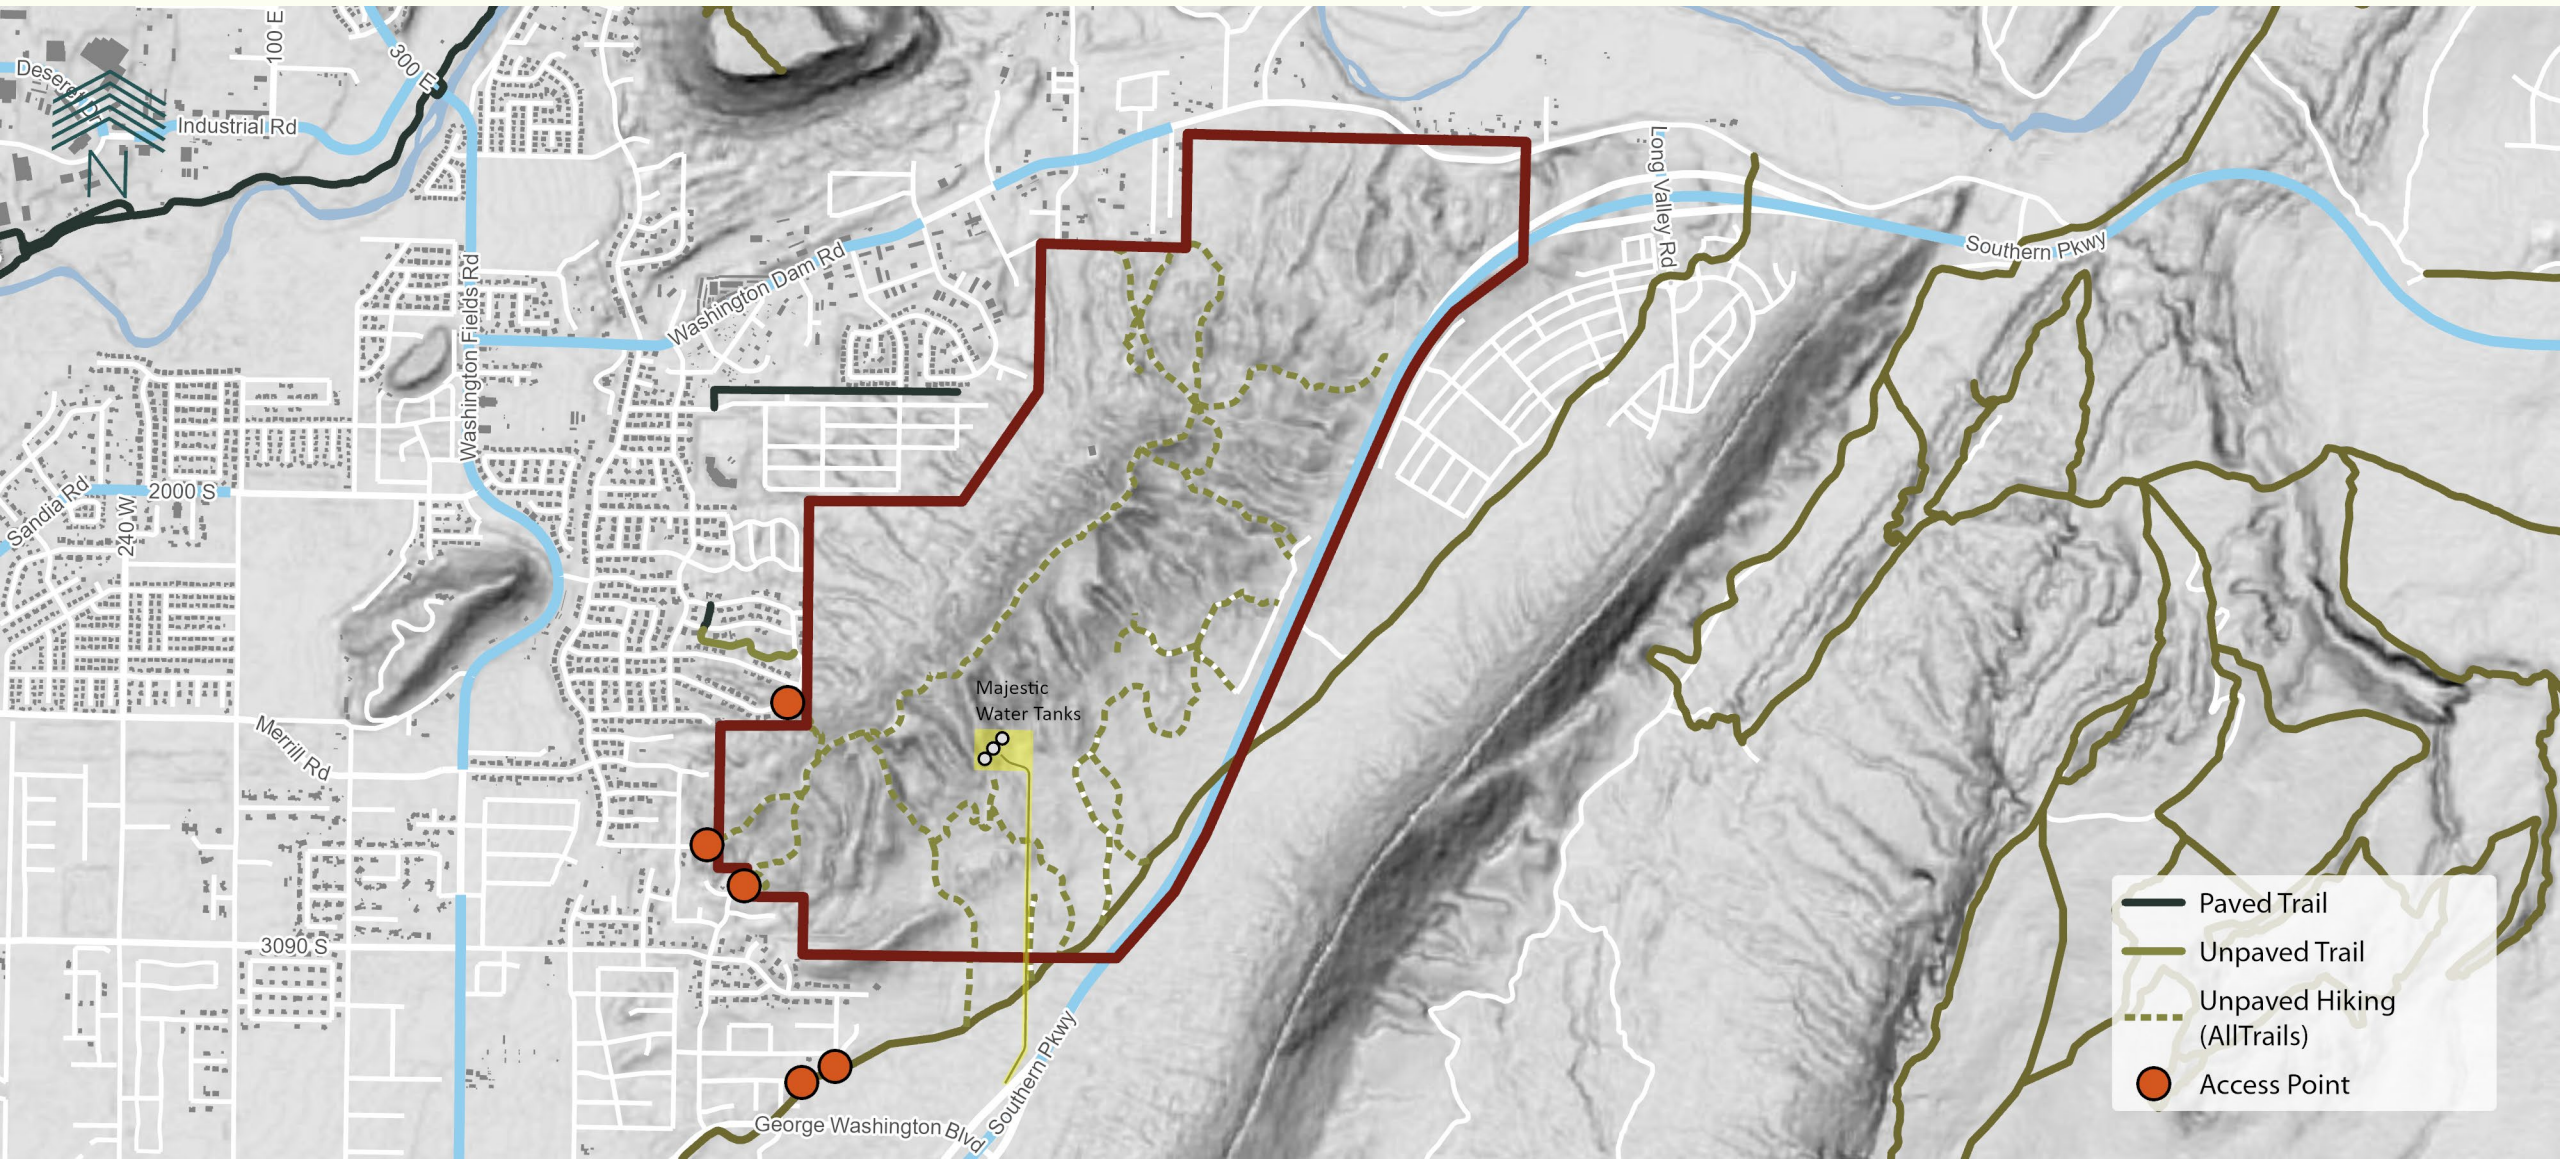 100 E
300 E
Deseret Dr
Industrial Rd
N
Long Valley Rd
Southern Pkwy
Washington Dam Rd
Washington Fields Rd
2000 S
Sandia Rd
240 W
Majestic
Water Tanks
Merrill Rd
3090 S
Southern Pkwy
George Washington Blvd
Paved Trail
Unpaved Trail
Unpaved Hiking
(AllTrails)
Access Point